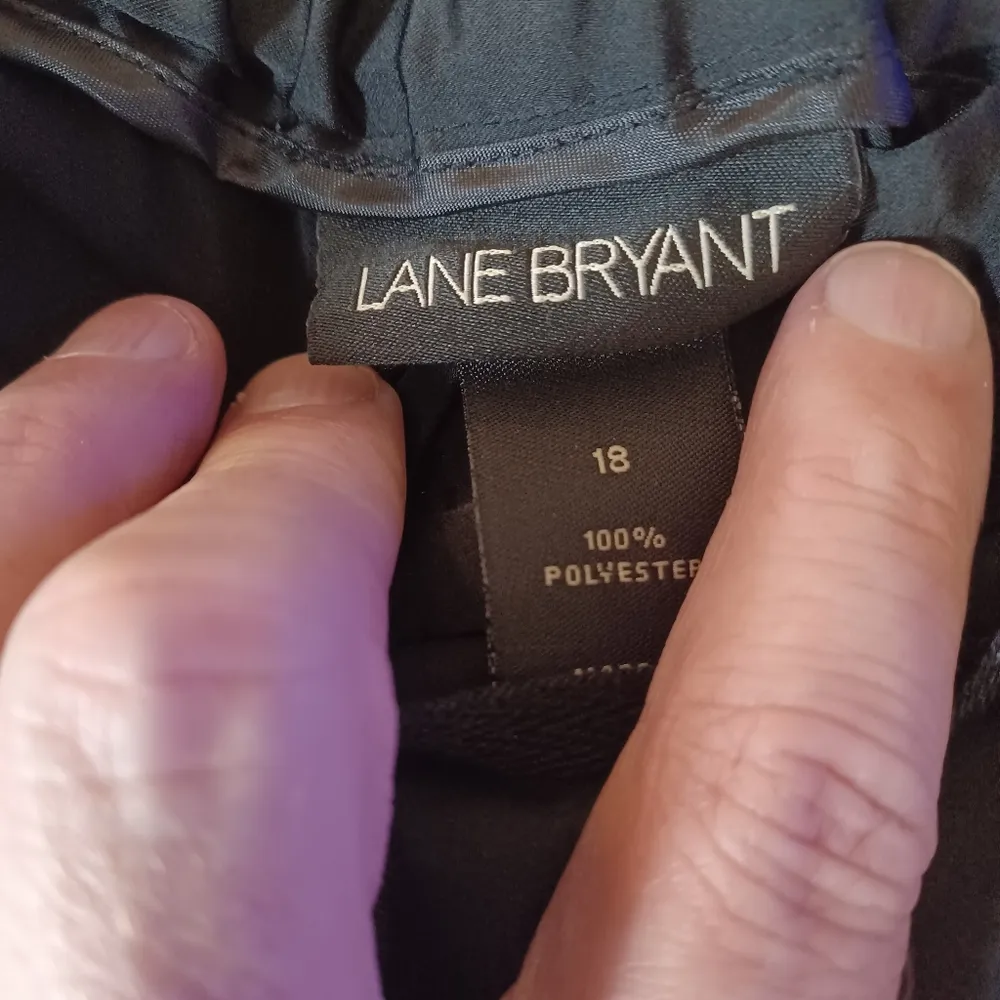 LANE BRYANT
18
100%
POLYESTER